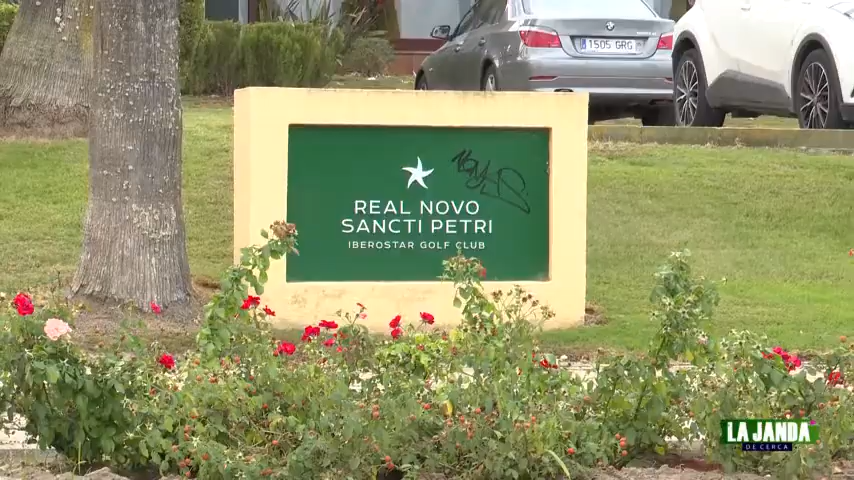 1505 GRG
REAL NOVO
SANCTI PETRI
IBEROSTAR GOLF CLUB
LA JANDA
DE CERCA